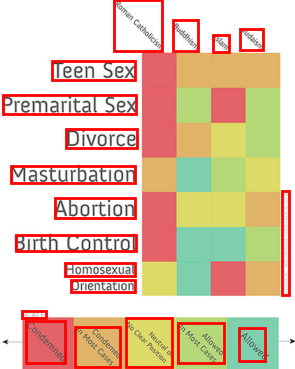 Roman Catholicism
Buddhism
Islam
Judaism
Teen Sex
Premarital Sex
Divorce
Masturbation
Abortion
Birth Control
Homosexual
Orientation
Condemned
Condemned
In Most Cases
Neutral or
No Clear Position
Allowed
In Most Cases
Allowed